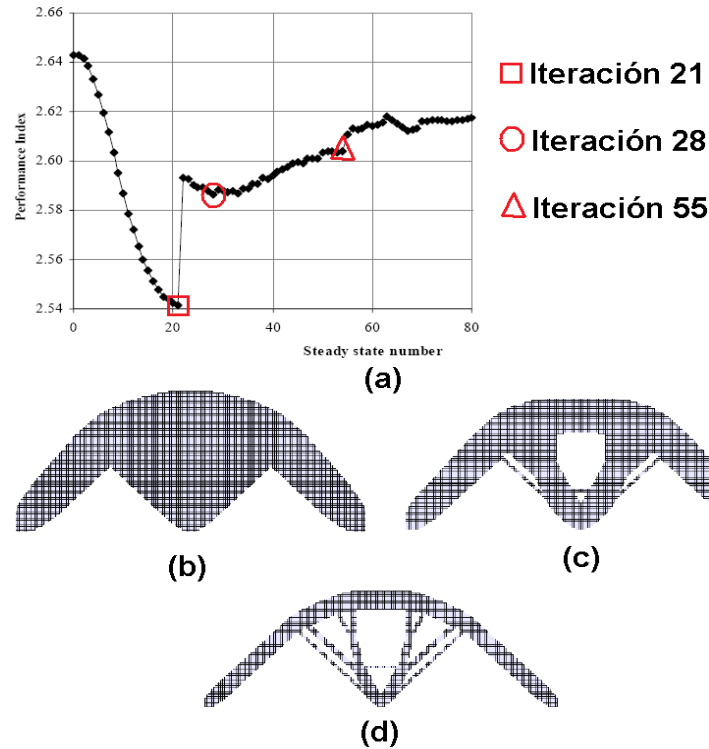 2.66
2.64
2.62
2.60
2.58
2.56
2.54
Performance Index
0
20
40
60
80
Steady state number
Iteración 21
Iteración 28
Iteración 55
(a)
(b)
(c)
(d)